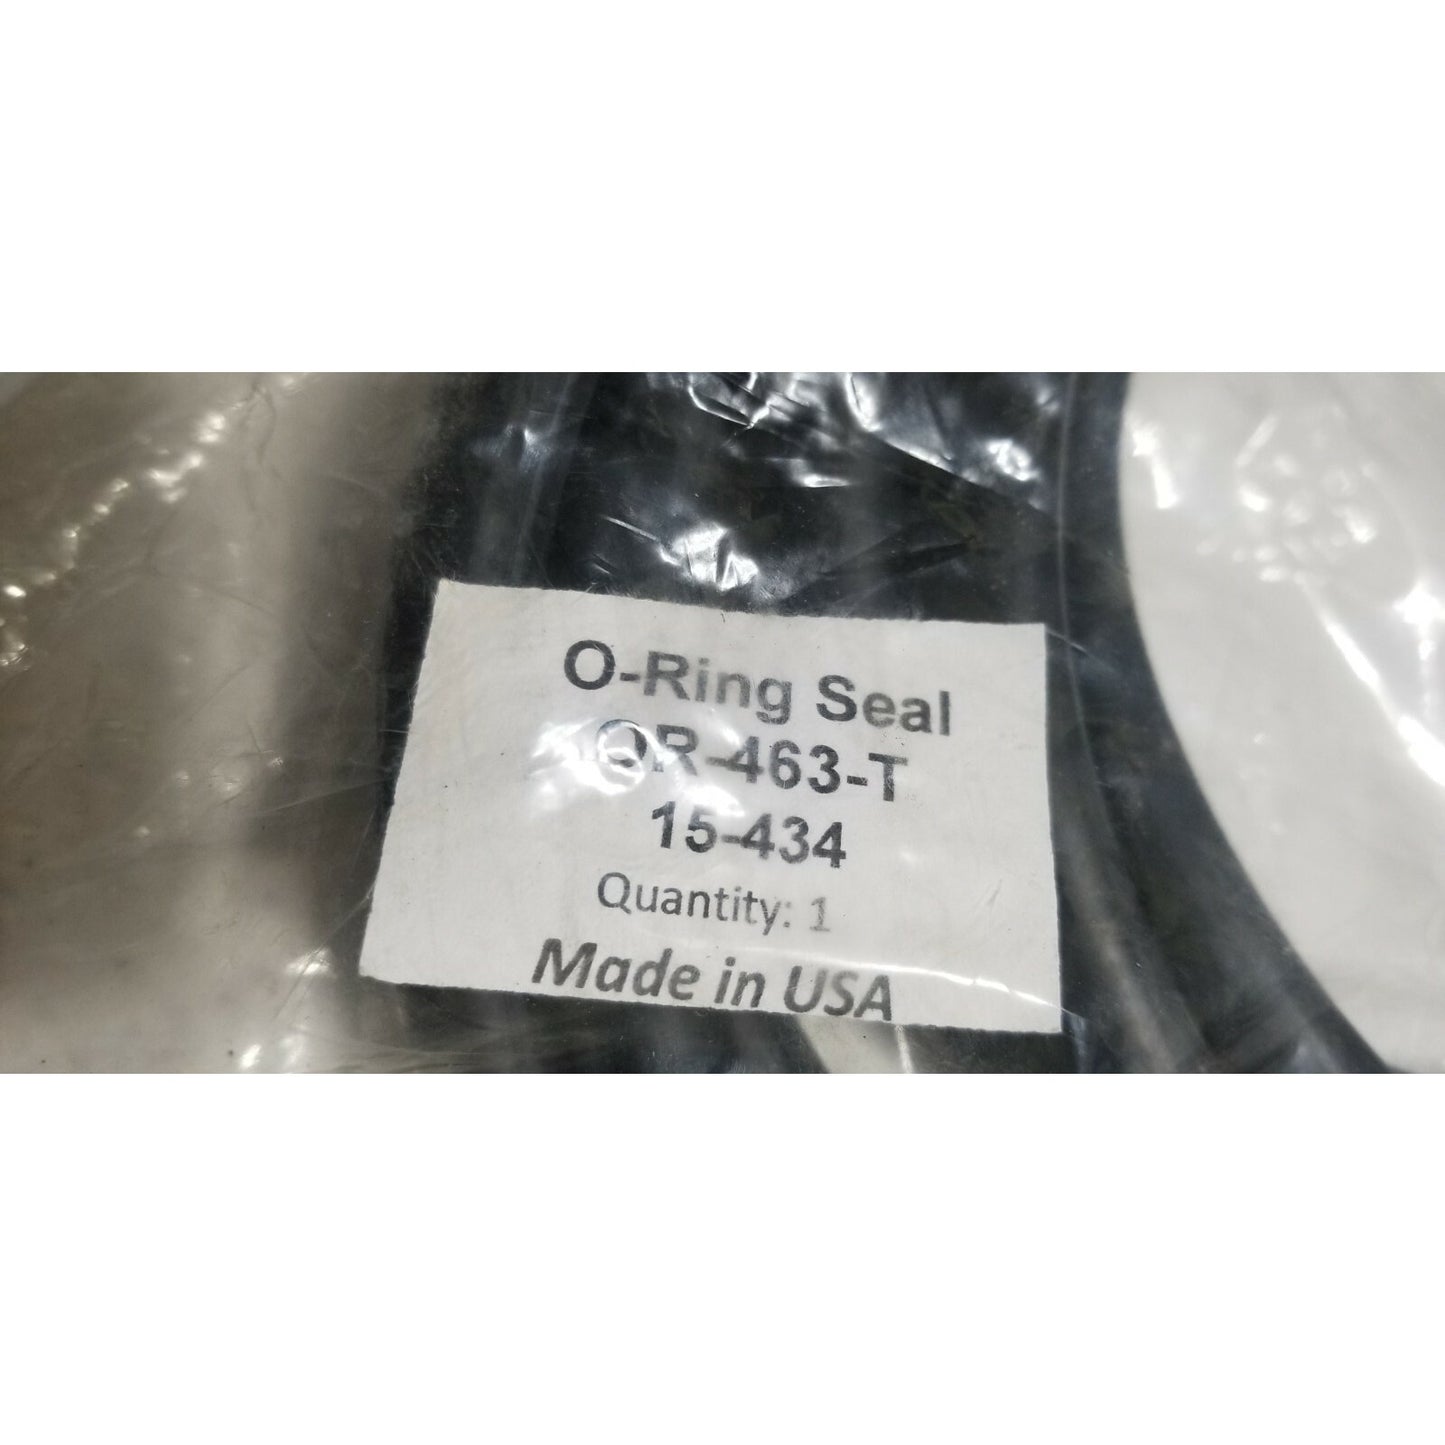 O-Ring Seal
OR-463-T
15-434
Quantity: 1
Made in USA